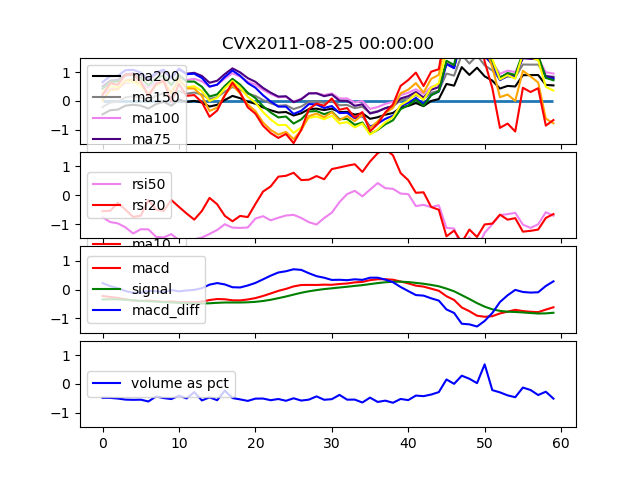 CVX2011-08-25 00:00:00
1
0
−1
ma200
ma150
ma100
ma75
1
0
−1
rsi50
rsi20
ma10
1
0
−1
macd
signal
macd_diff
1
0
−1
volume as pct
0 10 20 30 40 50 60